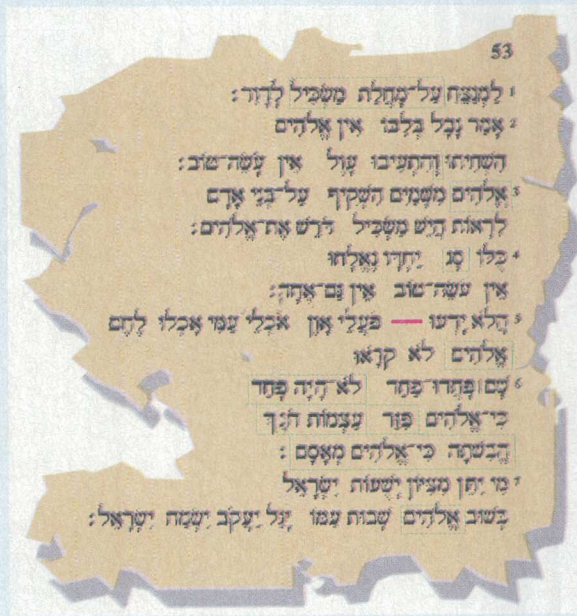 53
1 לַמְנַצֵּחַ עַל־מָחֲלַת מַשְׂכִּיל לְדָוִד׃
2 אָמַר נָבָל בְּלִבּוֹ אֵין אֱלֹהִים
הִשְׁחִיתוּ וְהִתְעִיבוּ עָוֶל אֵין עֹשֵׂה־טוֹב׃
3 אֱלֹהִים מִשָּׁמַיִם הִשְׁקִיף עַל־בְּנֵי אָדָם
לִרְאוֹת הֲיֵשׁ מַשְׂכִּיל דֹּרֵשׁ אֶת־אֱלֹהִים׃
4 כֻּלּוֹ סָג יַחְדָּו נֶאֱלָחוּ
אֵין עֹשֵׂה־טוֹב אֵין גַּם־אֶחָד׃
5 הֲלֹא יָדְעוּ — פֹּעֲלֵי אָוֶן אֹכְלֵי עַמִּי אָכְלוּ לֶחֶם
אֱלֹהִים לֹא קָרָאוּ
6 שָׁם ׀ פָּחֲדוּ־פַחַד לֹא־הָיָה פָחַד
כִּי־אֱלֹהִים פִּזַּר עַצְמוֹת חֹנָךְ
הֱבִשֹׁתָה כִּי־אֱלֹהִים מְאָסָם׃
7 מִי יִתֵּן מִצִּיּוֹן יְשֻׁעוֹת יִשְׂרָאֵל
בְּשׁוּב אֱלֹהִים שְׁבוּת עַמּוֹ יָגֵל יַעֲקֹב יִשְׂמַח יִשְׂרָאֵל׃